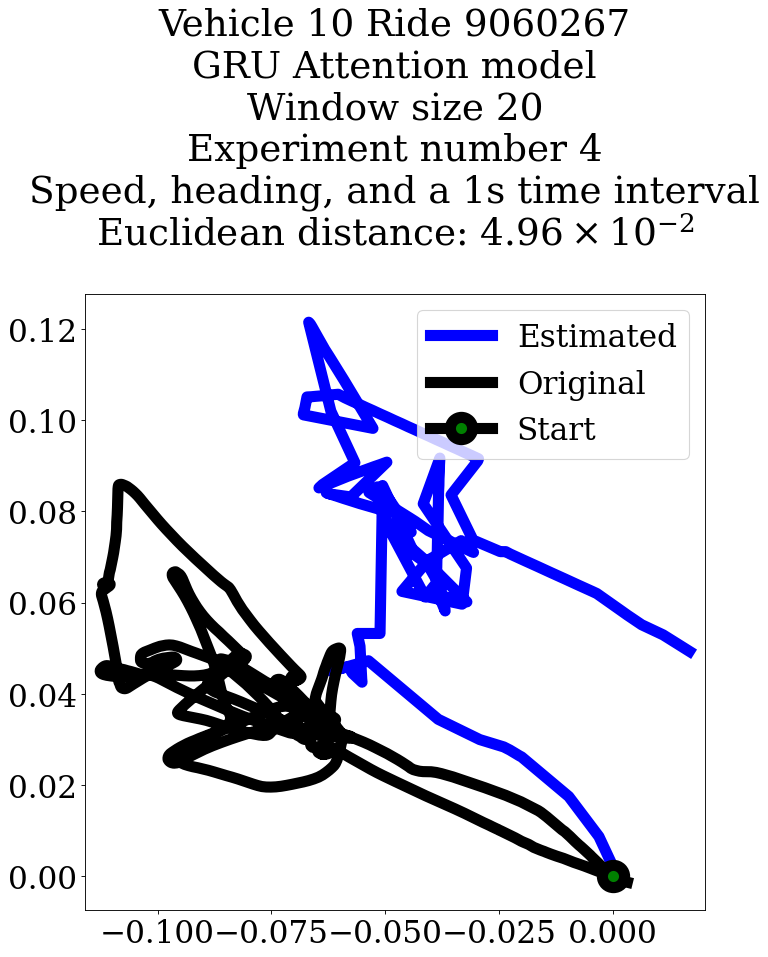 Vehicle 10 Ride 9060267
GRU Attention model
Window size 20
Experiment number 4
Speed, heading, and a 1s time interval
Euclidean distance: 4.96 × 10⁻²
Estimated
Original
Start
0.12
0.10
0.08
0.06
0.04
0.02
0.00
−0.100 −0.075 −0.050 −0.025 0.000